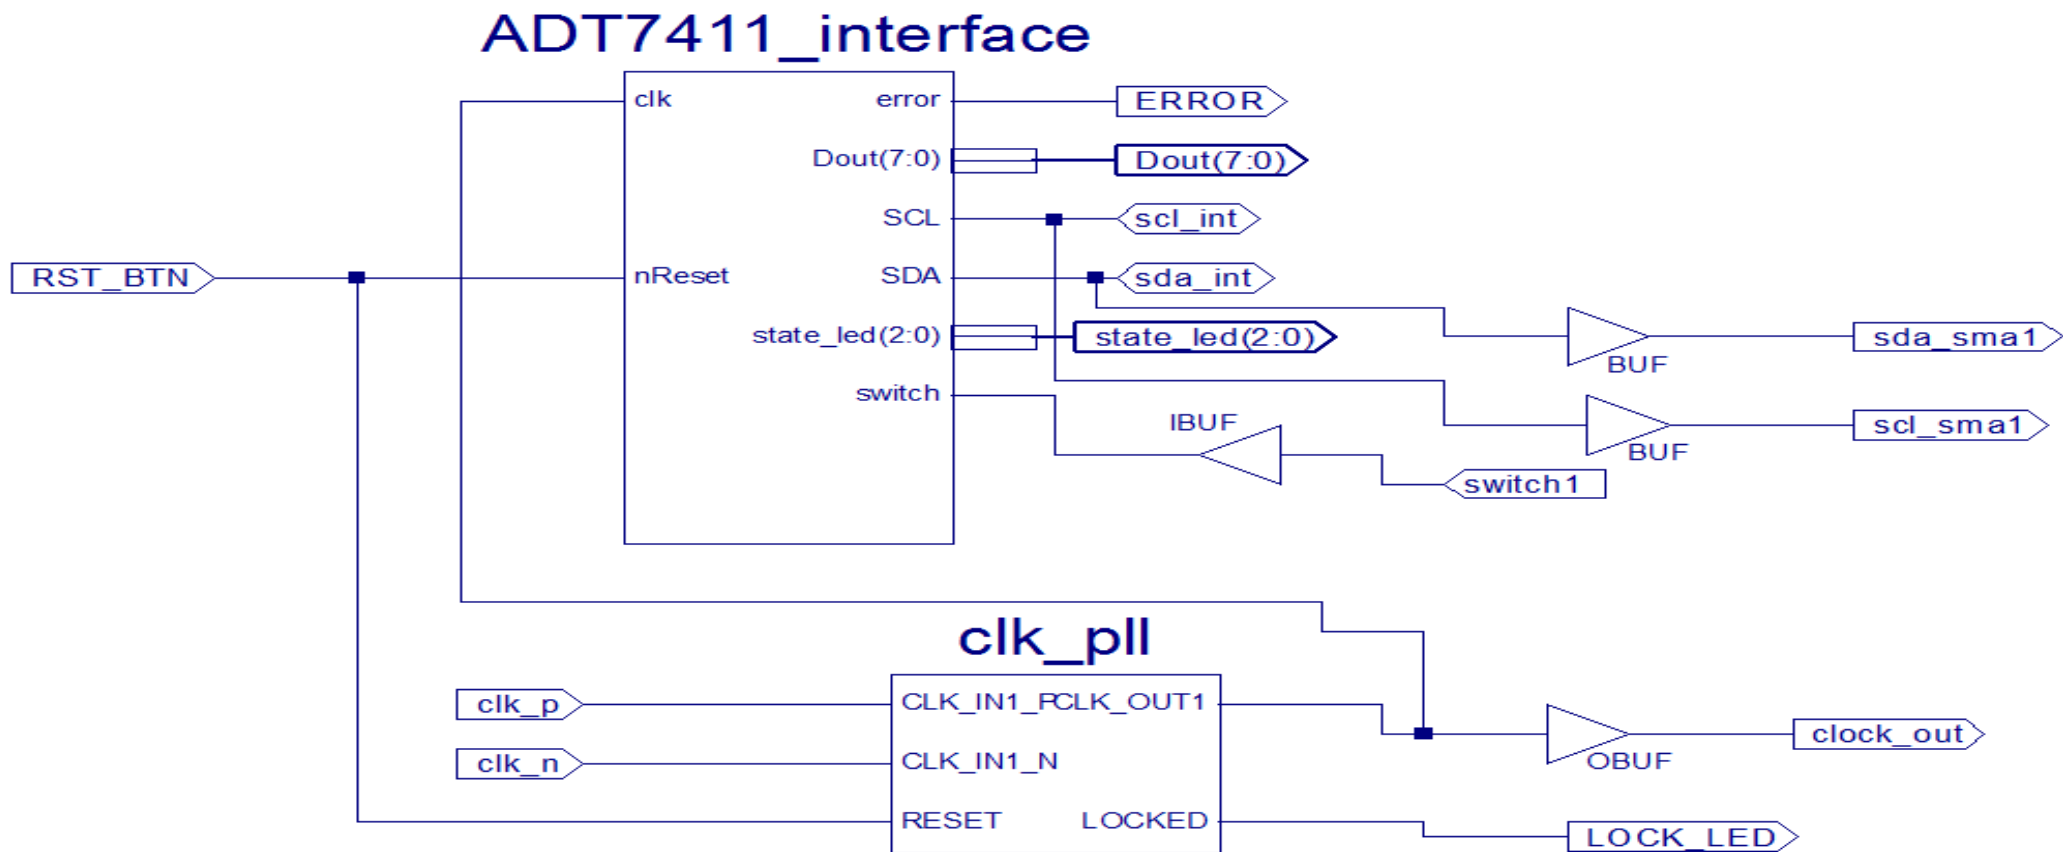 ADT7411_interface
clk
error
ERROR
Dout(7:0)
Dout(7:0)
SCL
scl_int
RST_BTN
nReset
SDA
sda_int
state_led(2:0)
state_led(2:0)
BUF
sda_sma1
switch
IBUF
BUF
scl_sma1
switch1
clk_pll
clk_p
CLK_IN1_P
CLK_OUT1
clk_n
CLK_IN1_N
OBUF
clock_out
RESET
LOCKED
LOCK_LED